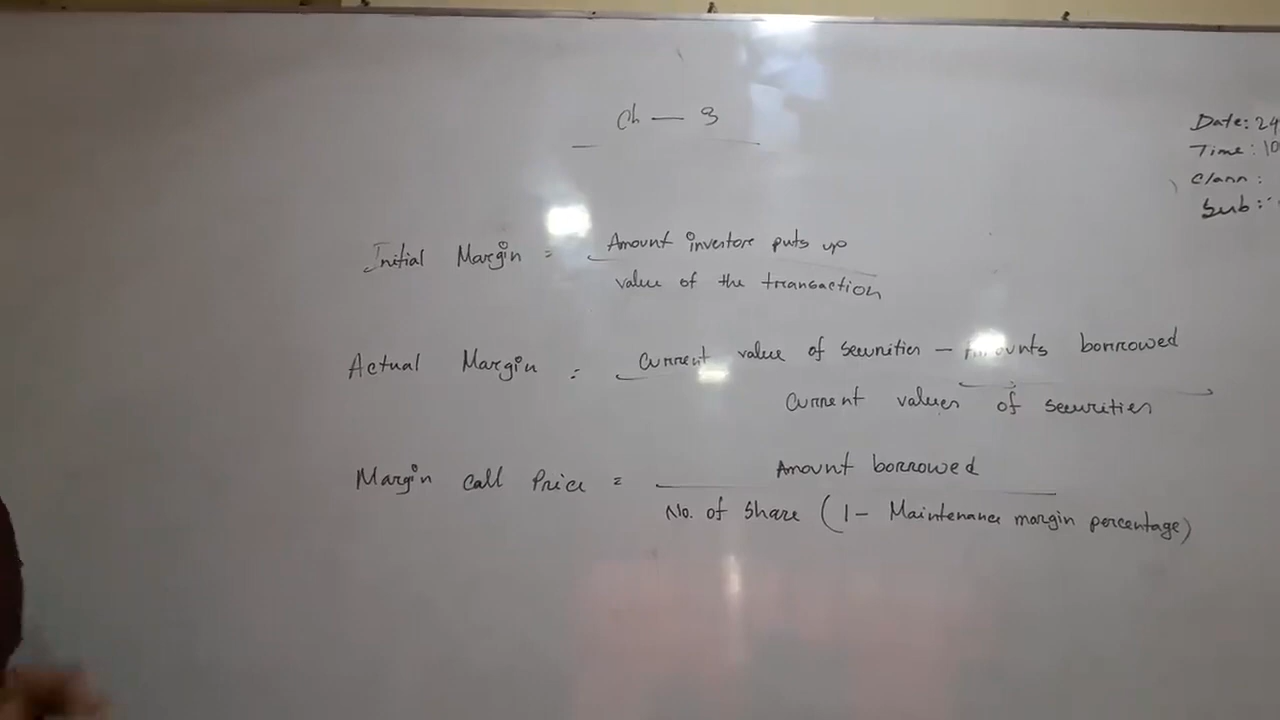 Ch — 3
Date: 24
Time: 10
Clann:
Sub:
Initial Margin = Amount investore puts up
value of the transaction
Actual Margin = Current value of Securities - Amounts borrowed
Current values of securities
Margin Call Price = Amount borrowed
No. of Share (1- Maintenance margin percentage)